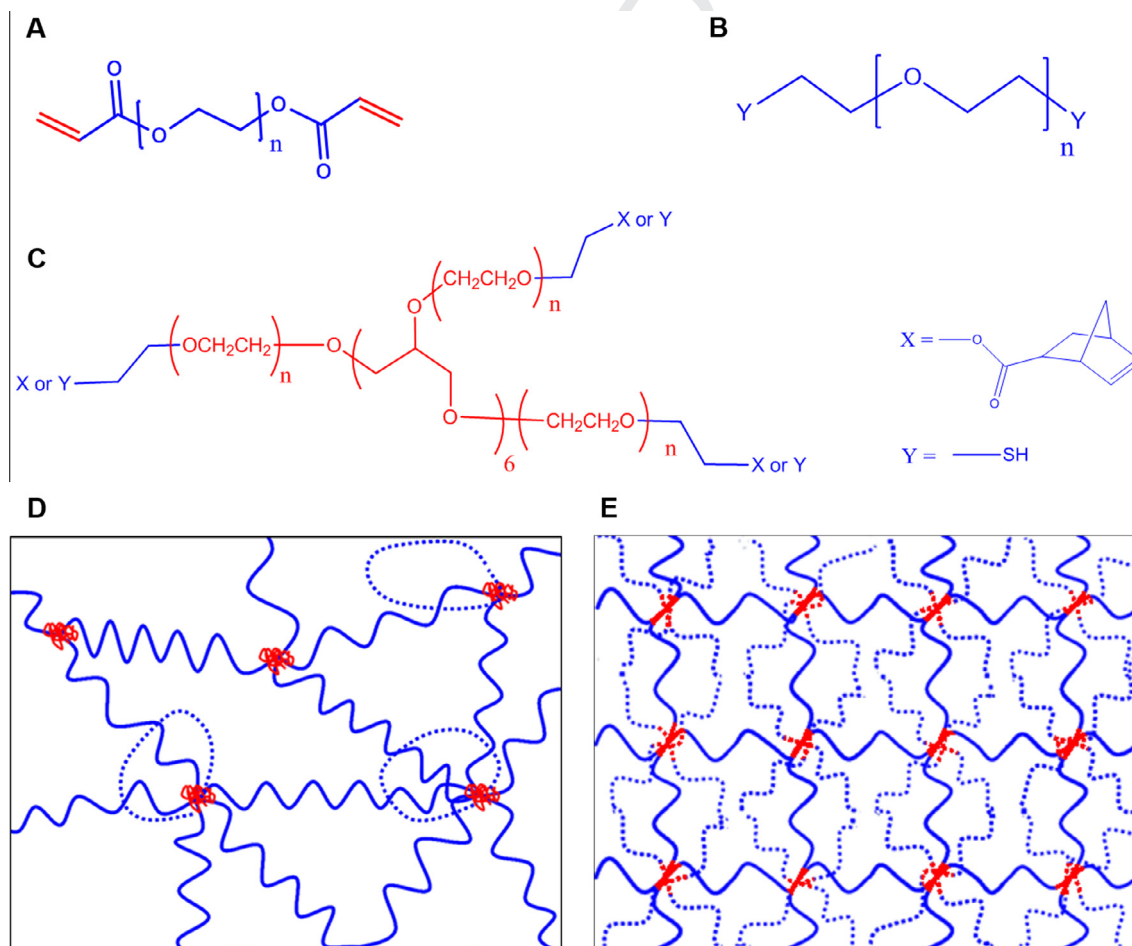 A
O
O
O
O
n
B
Y
O
Y
n
C
X or Y
CH₂CH₂O
n
O
X or Y
OCH₂CH₂
n
O
O
CH₂CH₂O
6
n
X or Y
X =
O
O
Y =
SH
D
E